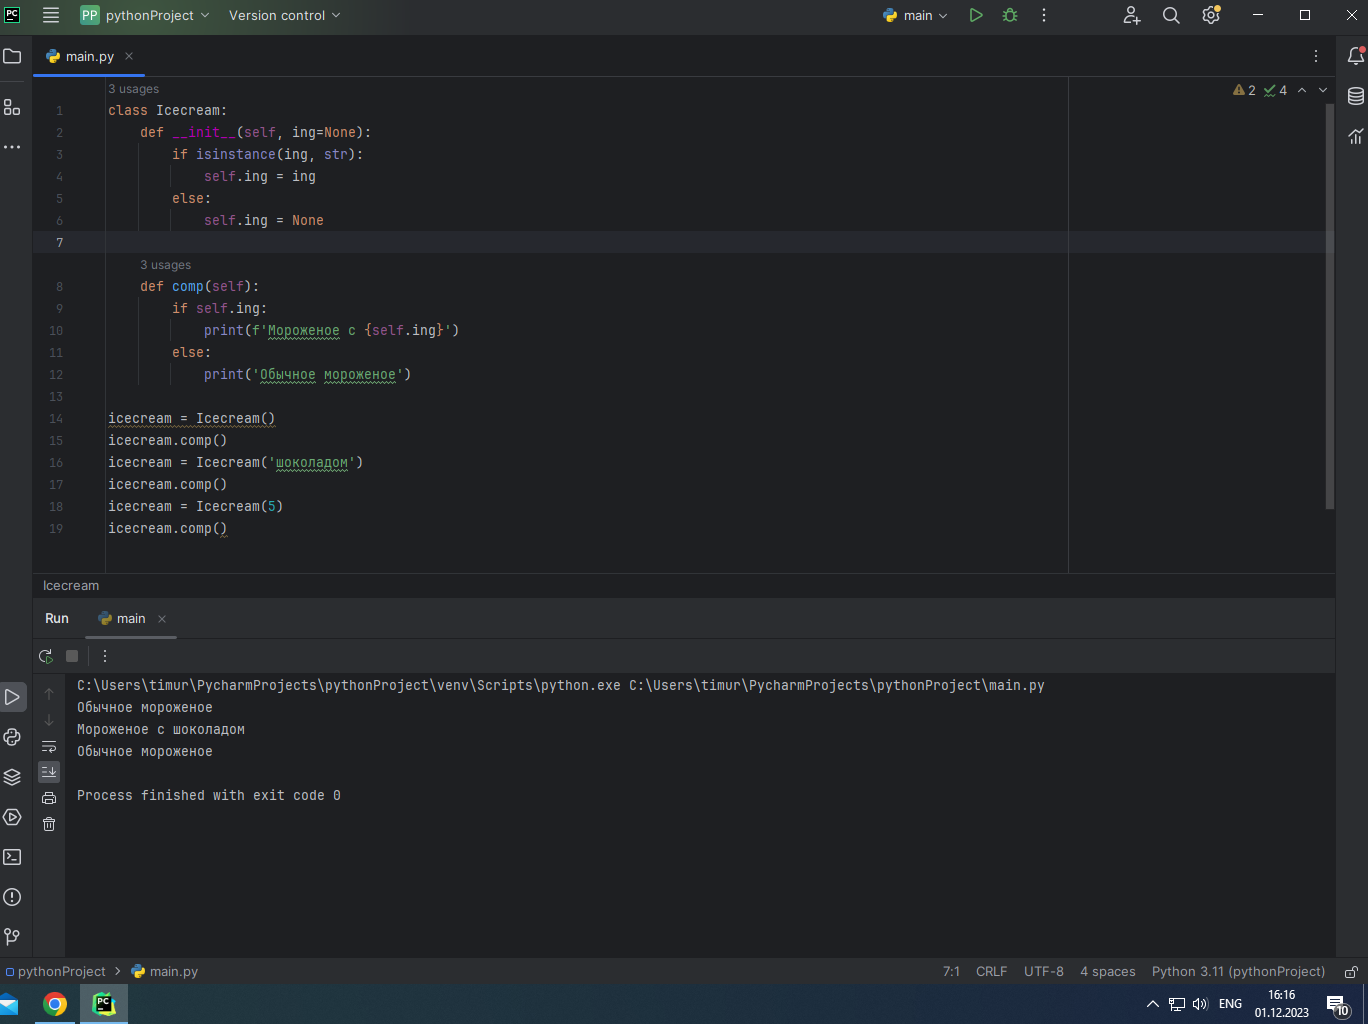 PC PP pythonProject Version control main
main.py
3 usages
2 4
1 class Icecream:
2 def __init__(self, ing=None):
3 if isinstance(ing, str):
4 self.ing = ing
5 else:
6 self.ing = None
7
3 usages
8 def comp(self):
9 if self.ing:
10 print(f'Мороженое с {self.ing}')
11 else:
12 print('Обычное мороженое')
13
14 icecream = Icecream()
15 icecream.comp()
16 icecream = Icecream('шоколадом')
17 icecream.comp()
18 icecream = Icecream(5)
19 icecream.comp()
Icecream
Run main
C:\Users\timur\PycharmProjects\pythonProject\venv\Scripts\python.exe C:\Users\timur\PycharmProjects\pythonProject\main.py
Обычное мороженое
Мороженое с шоколадом
Обычное мороженое
Process finished with exit code 0
pythonProject main.py 7:1 CRLF UTF-8 4 spaces Python 3.11 (pythonProject)
PC ENG 16:16 10
01.12.2023